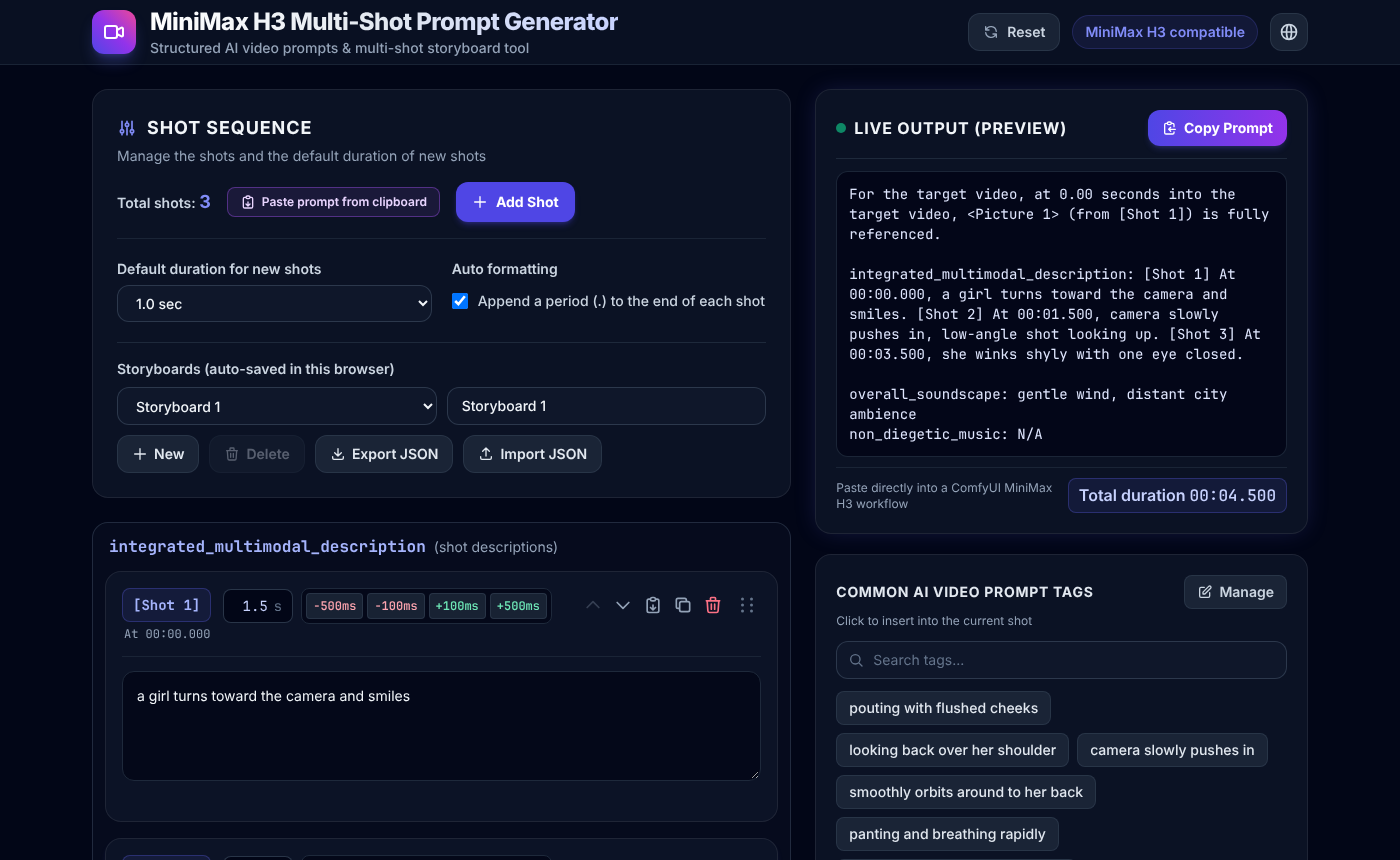 MiniMax H3 Multi-Shot Prompt Generator
Structured AI video prompts & multi-shot storyboard tool
Reset
MiniMax H3 compatible
SHOT SEQUENCE
Manage the shots and the default duration of new shots
Total shots: 3
Paste prompt from clipboard
Add Shot
Default duration for new shots
Auto formatting
1.0 sec
Append a period (.) to the end of each shot
Storyboards (auto-saved in this browser)
Storyboard 1
Storyboard 1
New
Delete
Export JSON
Import JSON
integrated_multimodal_description (shot descriptions)
[Shot 1]
1.5 s
-500ms
-100ms
+100ms
+500ms
At 00:00.000
a girl turns toward the camera and smiles
LIVE OUTPUT (PREVIEW)
Copy Prompt
For the target video, at 0.00 seconds into the
target video, <Picture 1> (from [Shot 1]) is fully
referenced.
integrated_multimodal_description: [Shot 1] At
00:00.000, a girl turns toward the camera and
smiles. [Shot 2] At 00:01.500, camera slowly
pushes in, low-angle shot looking up. [Shot 3] At
00:03.500, she winks shyly with one eye closed.
overall_soundscape: gentle wind, distant city
ambience
non_diegetic_music: N/A
Paste directly into a ComfyUI MiniMax
H3 workflow
Total duration 00:04.500
COMMON AI VIDEO PROMPT TAGS
Manage
Click to insert into the current shot
Search tags...
pouting with flushed cheeks
looking back over her shoulder
camera slowly pushes in
smoothly orbits around to her back
panting and breathing rapidly